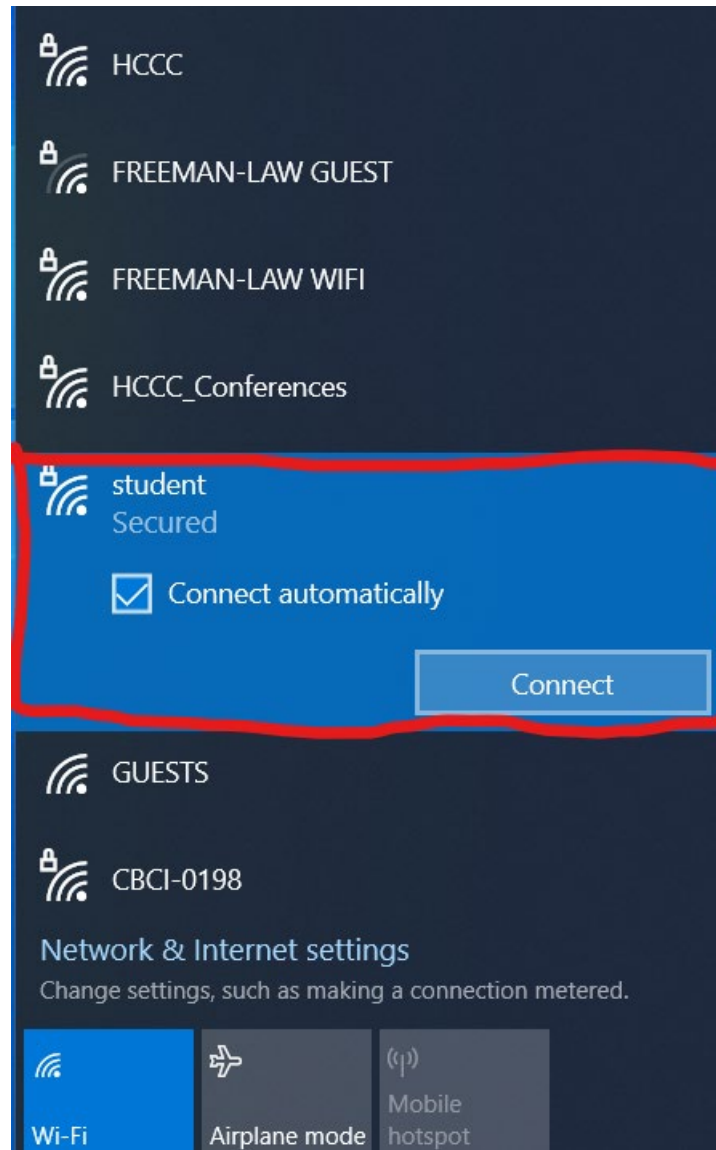 HCCC
FREEMAN-LAW GUEST
FREEMAN-LAW WIFI
HCCC_Conferences
student
Secured
Connect automatically
Connect
GUESTS
CBCI-0198
Network & Internet settings
Change settings, such as making a connection metered.
Wi-Fi
Airplane mode
Mobile
hotspot